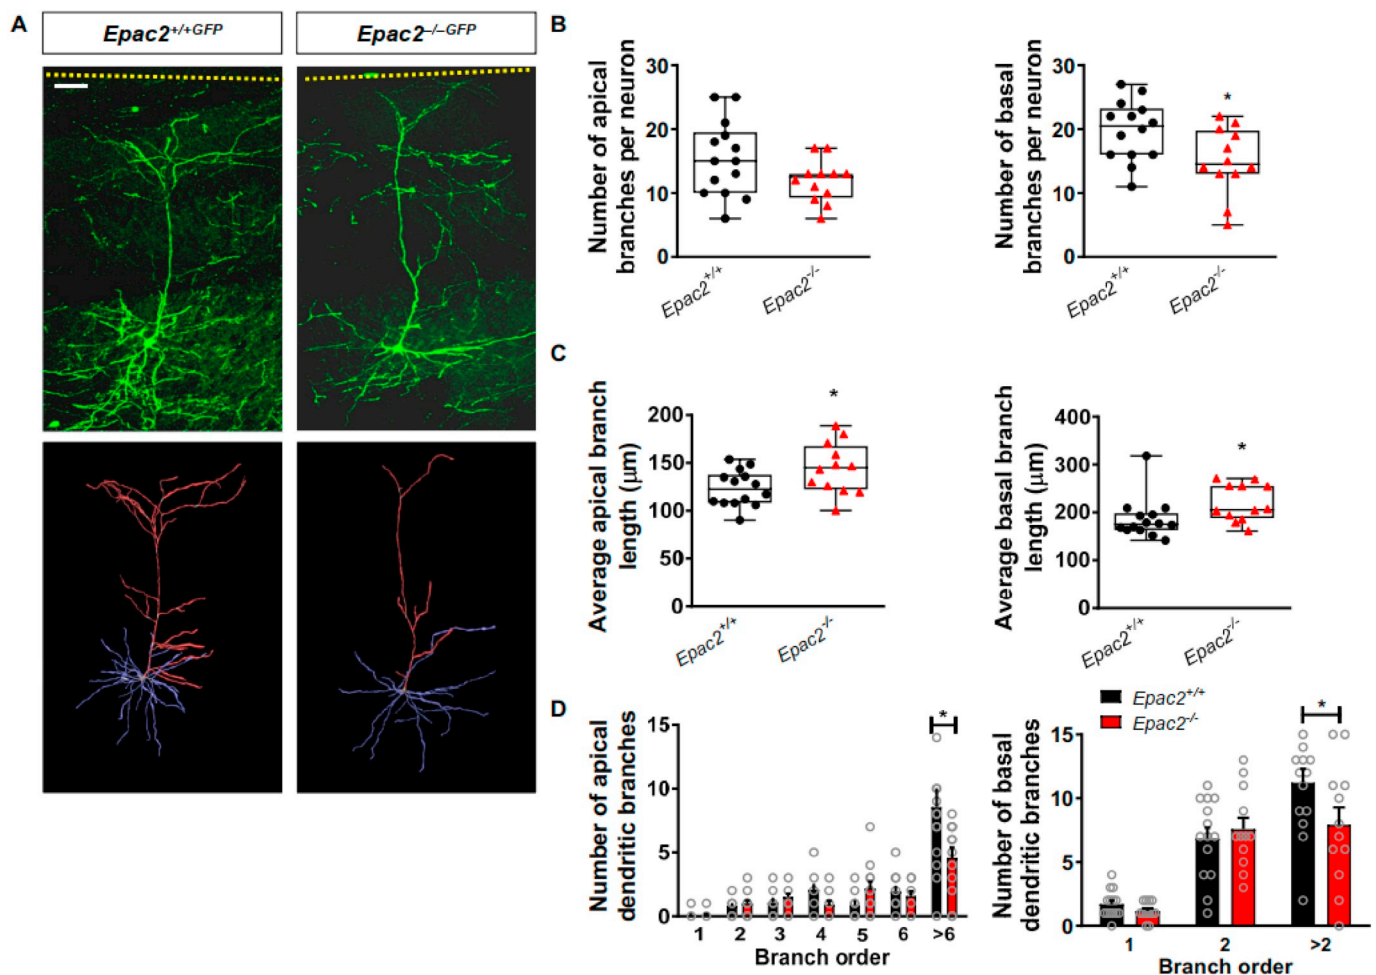 A
Epac2+/+GFP
Epac2−/−GFP
B
Number of apical
branches per neuron
30
20
10
0
Epac2+/+
Epac2-/-
Number of basal
branches per neuron
30
20
10
0
*
Epac2+/+
Epac2-/-
C
Average apical branch
length (μm)
200
150
100
50
0
*
Epac2+/+
Epac2-/-
Average basal branch
length (μm)
400
300
200
100
0
*
Epac2+/+
Epac2-/-
D
Number of apical
dendritic branches
15
10
5
0
*
1 2 3 4 5 6 >6
Branch order
Epac2+/+
Epac2-/-
Number of basal
dendritic branches
15
10
5
0
*
1 2 >2
Branch order